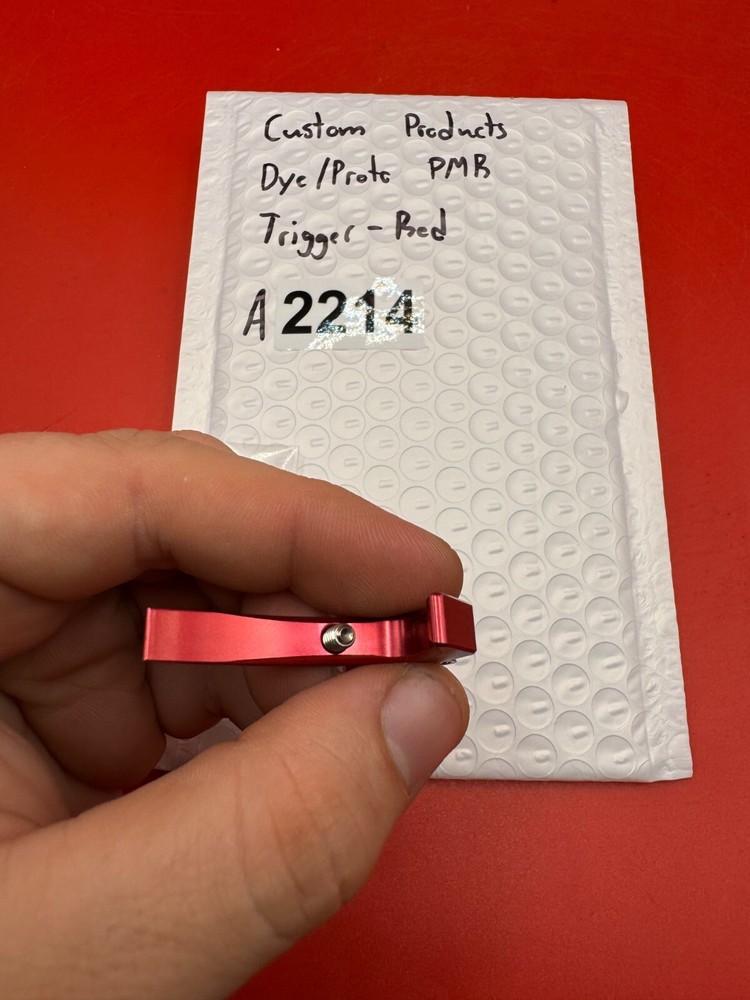 Custom Products
Dye/Proto PMR
Trigger - Red
A 2214